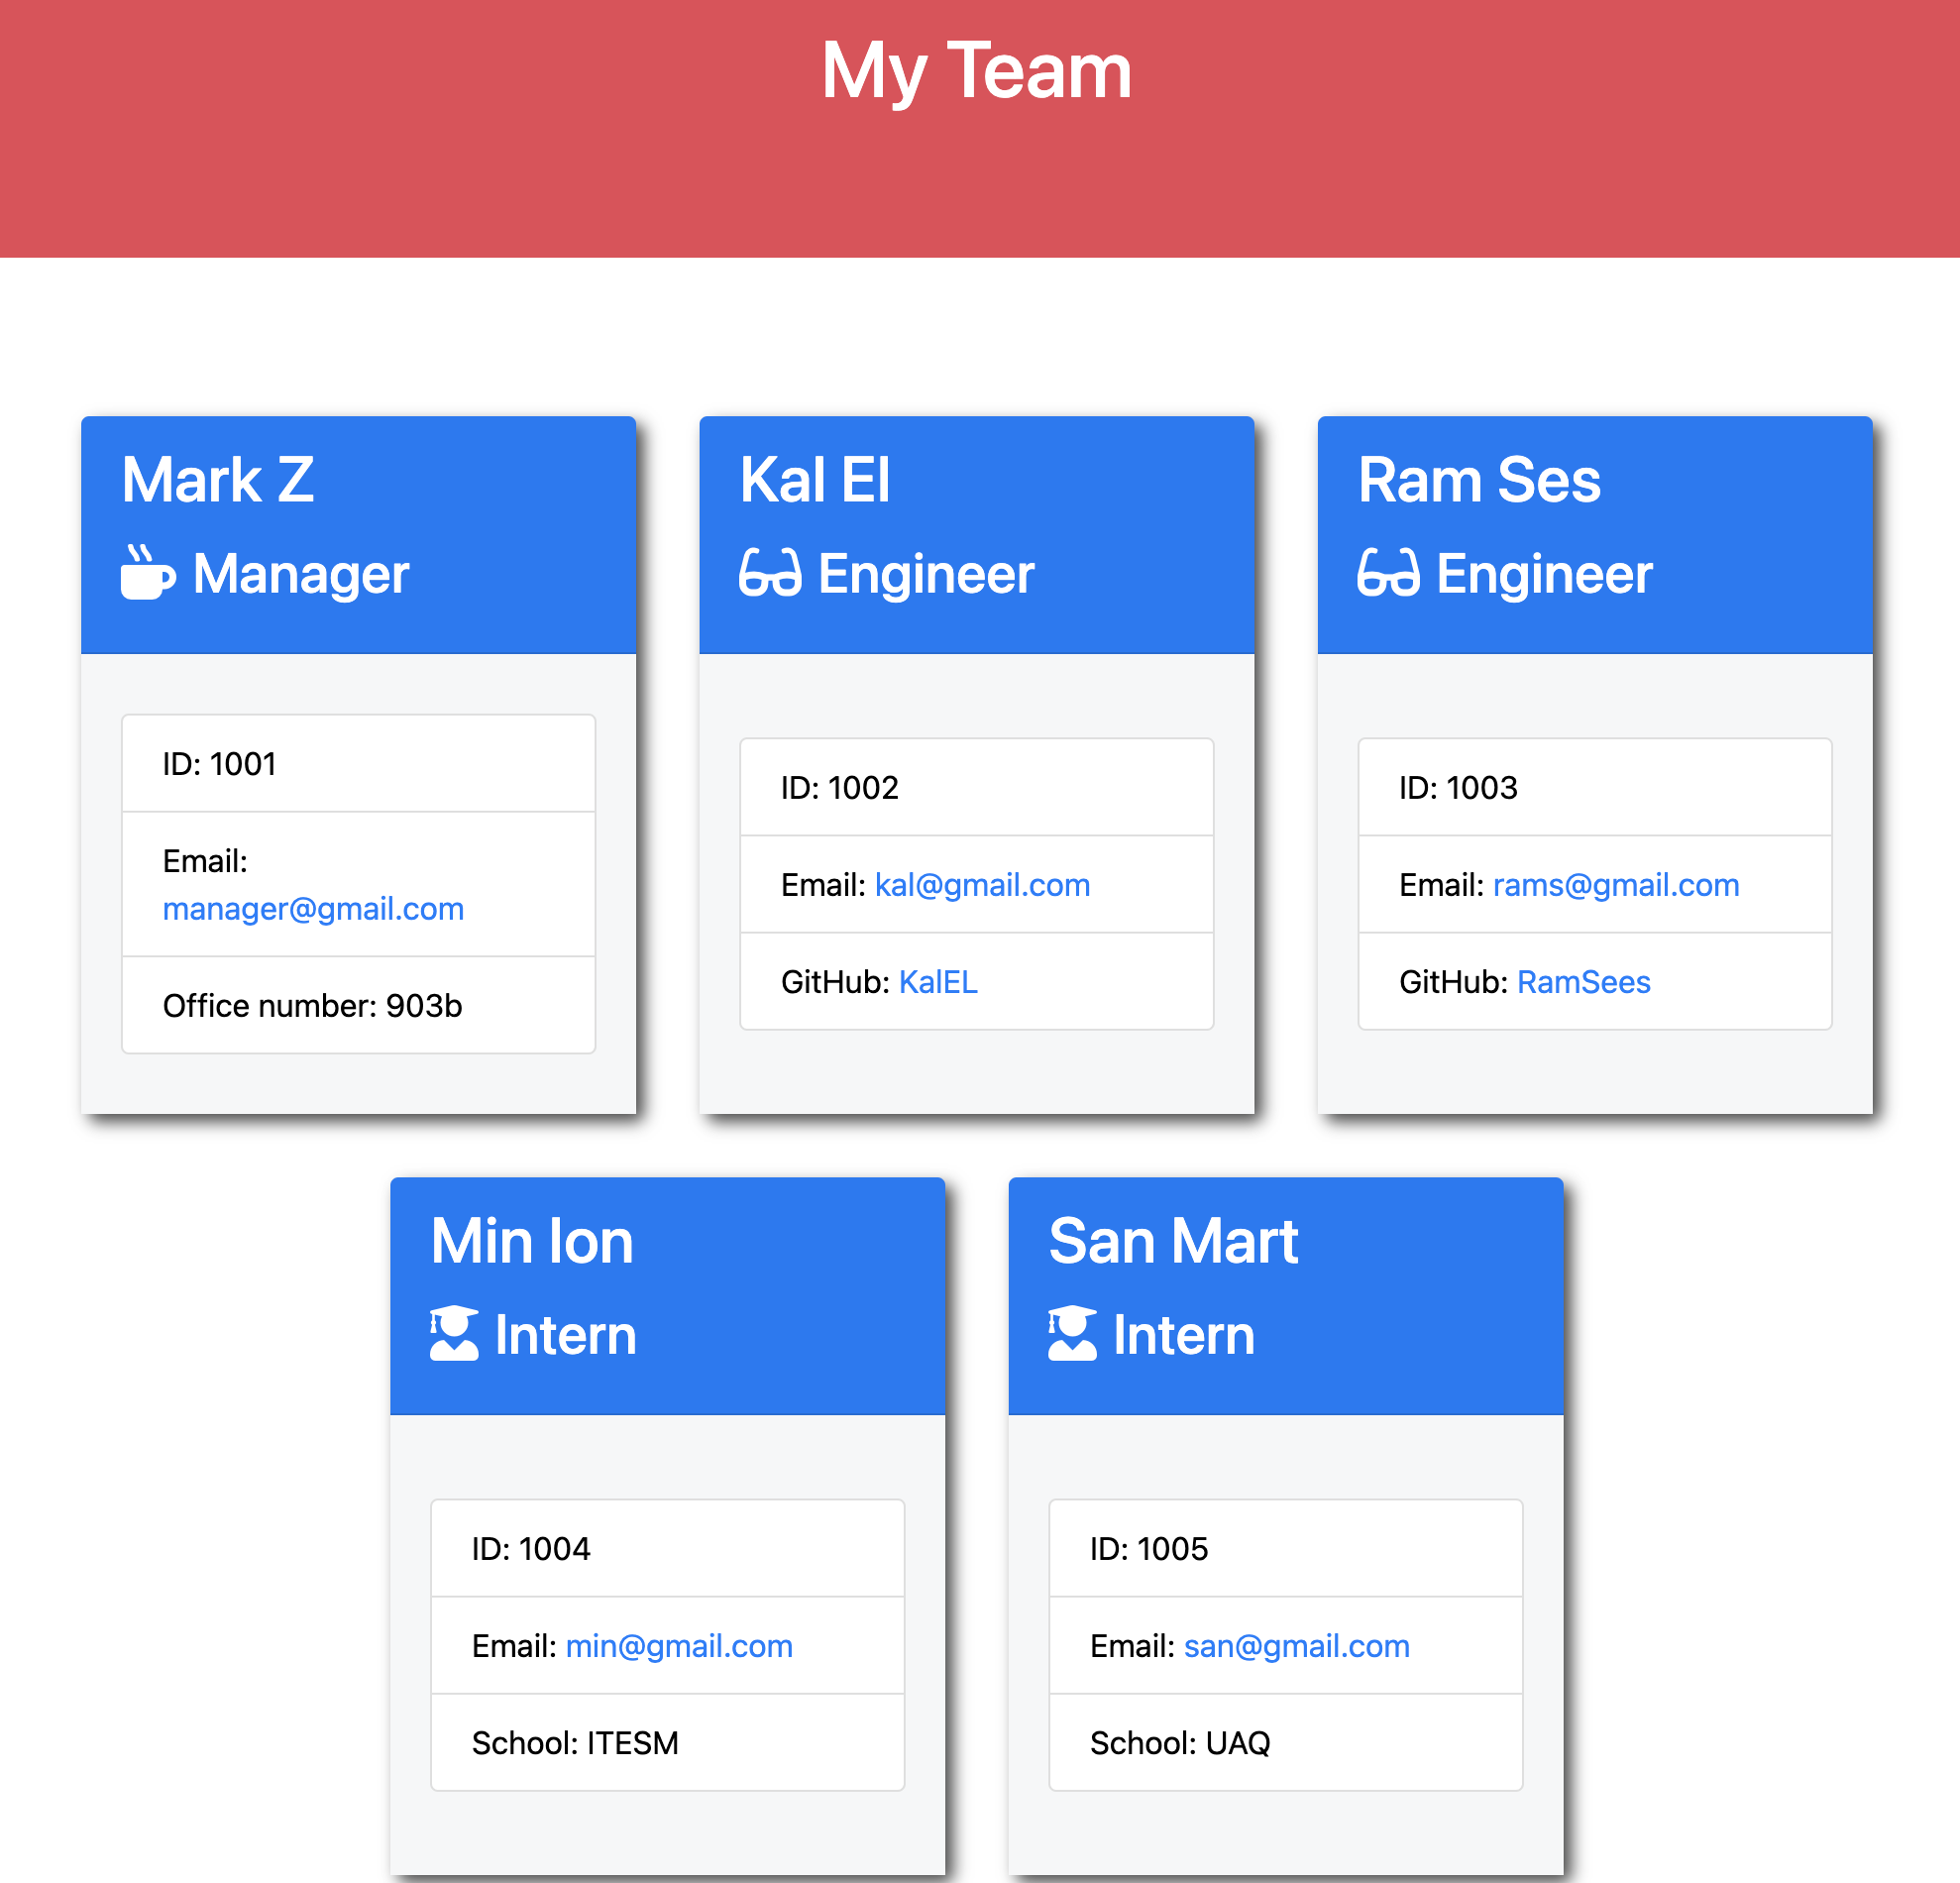 My Team
Mark Z
Manager
ID: 1001
Email:
manager@gmail.com
Office number: 903b
Kal El
Engineer
ID: 1002
Email: kal@gmail.com
GitHub: KalEL
Ram Ses
Engineer
ID: 1003
Email: rams@gmail.com
GitHub: RamSees
Min Ion
Intern
ID: 1004
Email: min@gmail.com
School: ITESM
San Mart
Intern
ID: 1005
Email: san@gmail.com
School: UAQ